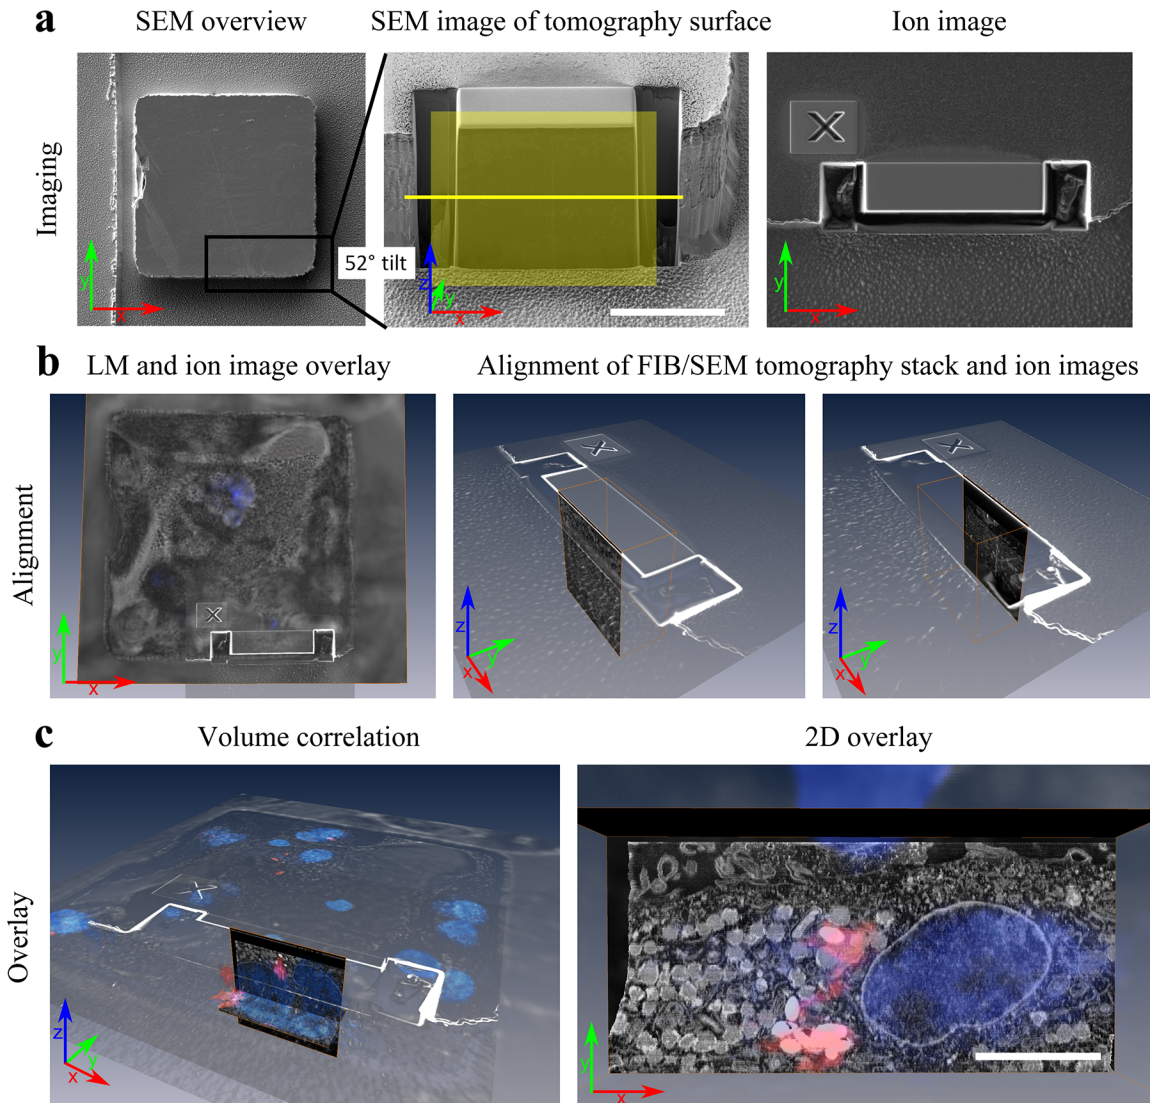 a
SEM overview
SEM image of tomography surface
Ion image
Imaging
y
x
52° tilt
z
y
x
X
y
x
b
LM and ion image overlay
Alignment of FIB/SEM tomography stack and ion images
Alignment
X
y
x
X
z
y
x
X
z
y
x
c
Volume correlation
2D overlay
Overlay
X
z
y
x
y
x